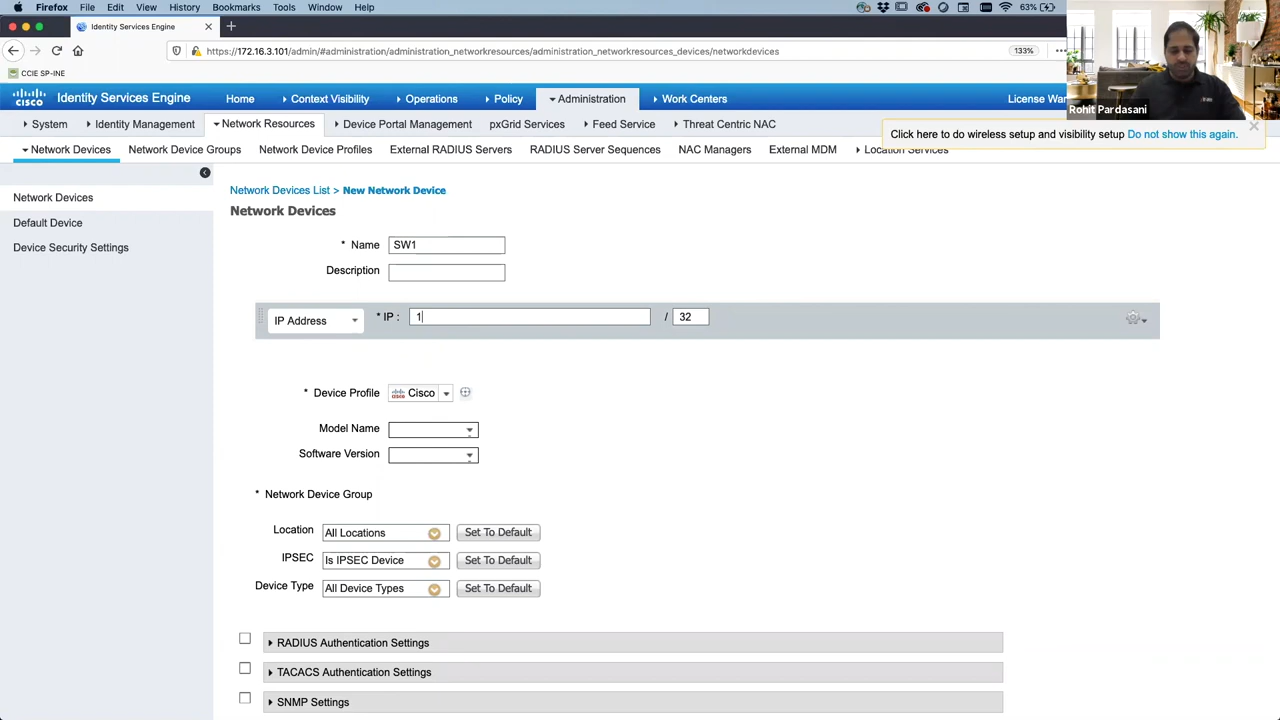 Firefox File Edit View History Bookmarks Tools Window Help 63%
Identity Services Engine
https://172.16.3.101/admin/#administration/administration_networkresources/administration_networkresources_devices/networkdevices 133%
CCIE SP-INE
cisco Identity Services Engine Home Context Visibility Operations Policy Administration Work Centers License War
Rohit Pardasani
System Identity Management Network Resources Device Portal Management pxGrid Services Feed Service Threat Centric NAC
Click here to do wireless setup and visibility setup Do not show this again.
Network Devices Network Device Groups Network Device Profiles External RADIUS Servers RADIUS Server Sequences NAC Managers External MDM Location Services
Network Devices
Default Device
Device Security Settings
Network Devices List > New Network Device
Network Devices
* Name SW1
Description
IP Address * IP : 1 / 32
* Device Profile cisco Cisco
Model Name
Software Version
* Network Device Group
Location All Locations Set To Default
IPSEC Is IPSEC Device Set To Default
Device Type All Device Types Set To Default
RADIUS Authentication Settings
TACACS Authentication Settings
SNMP Settings